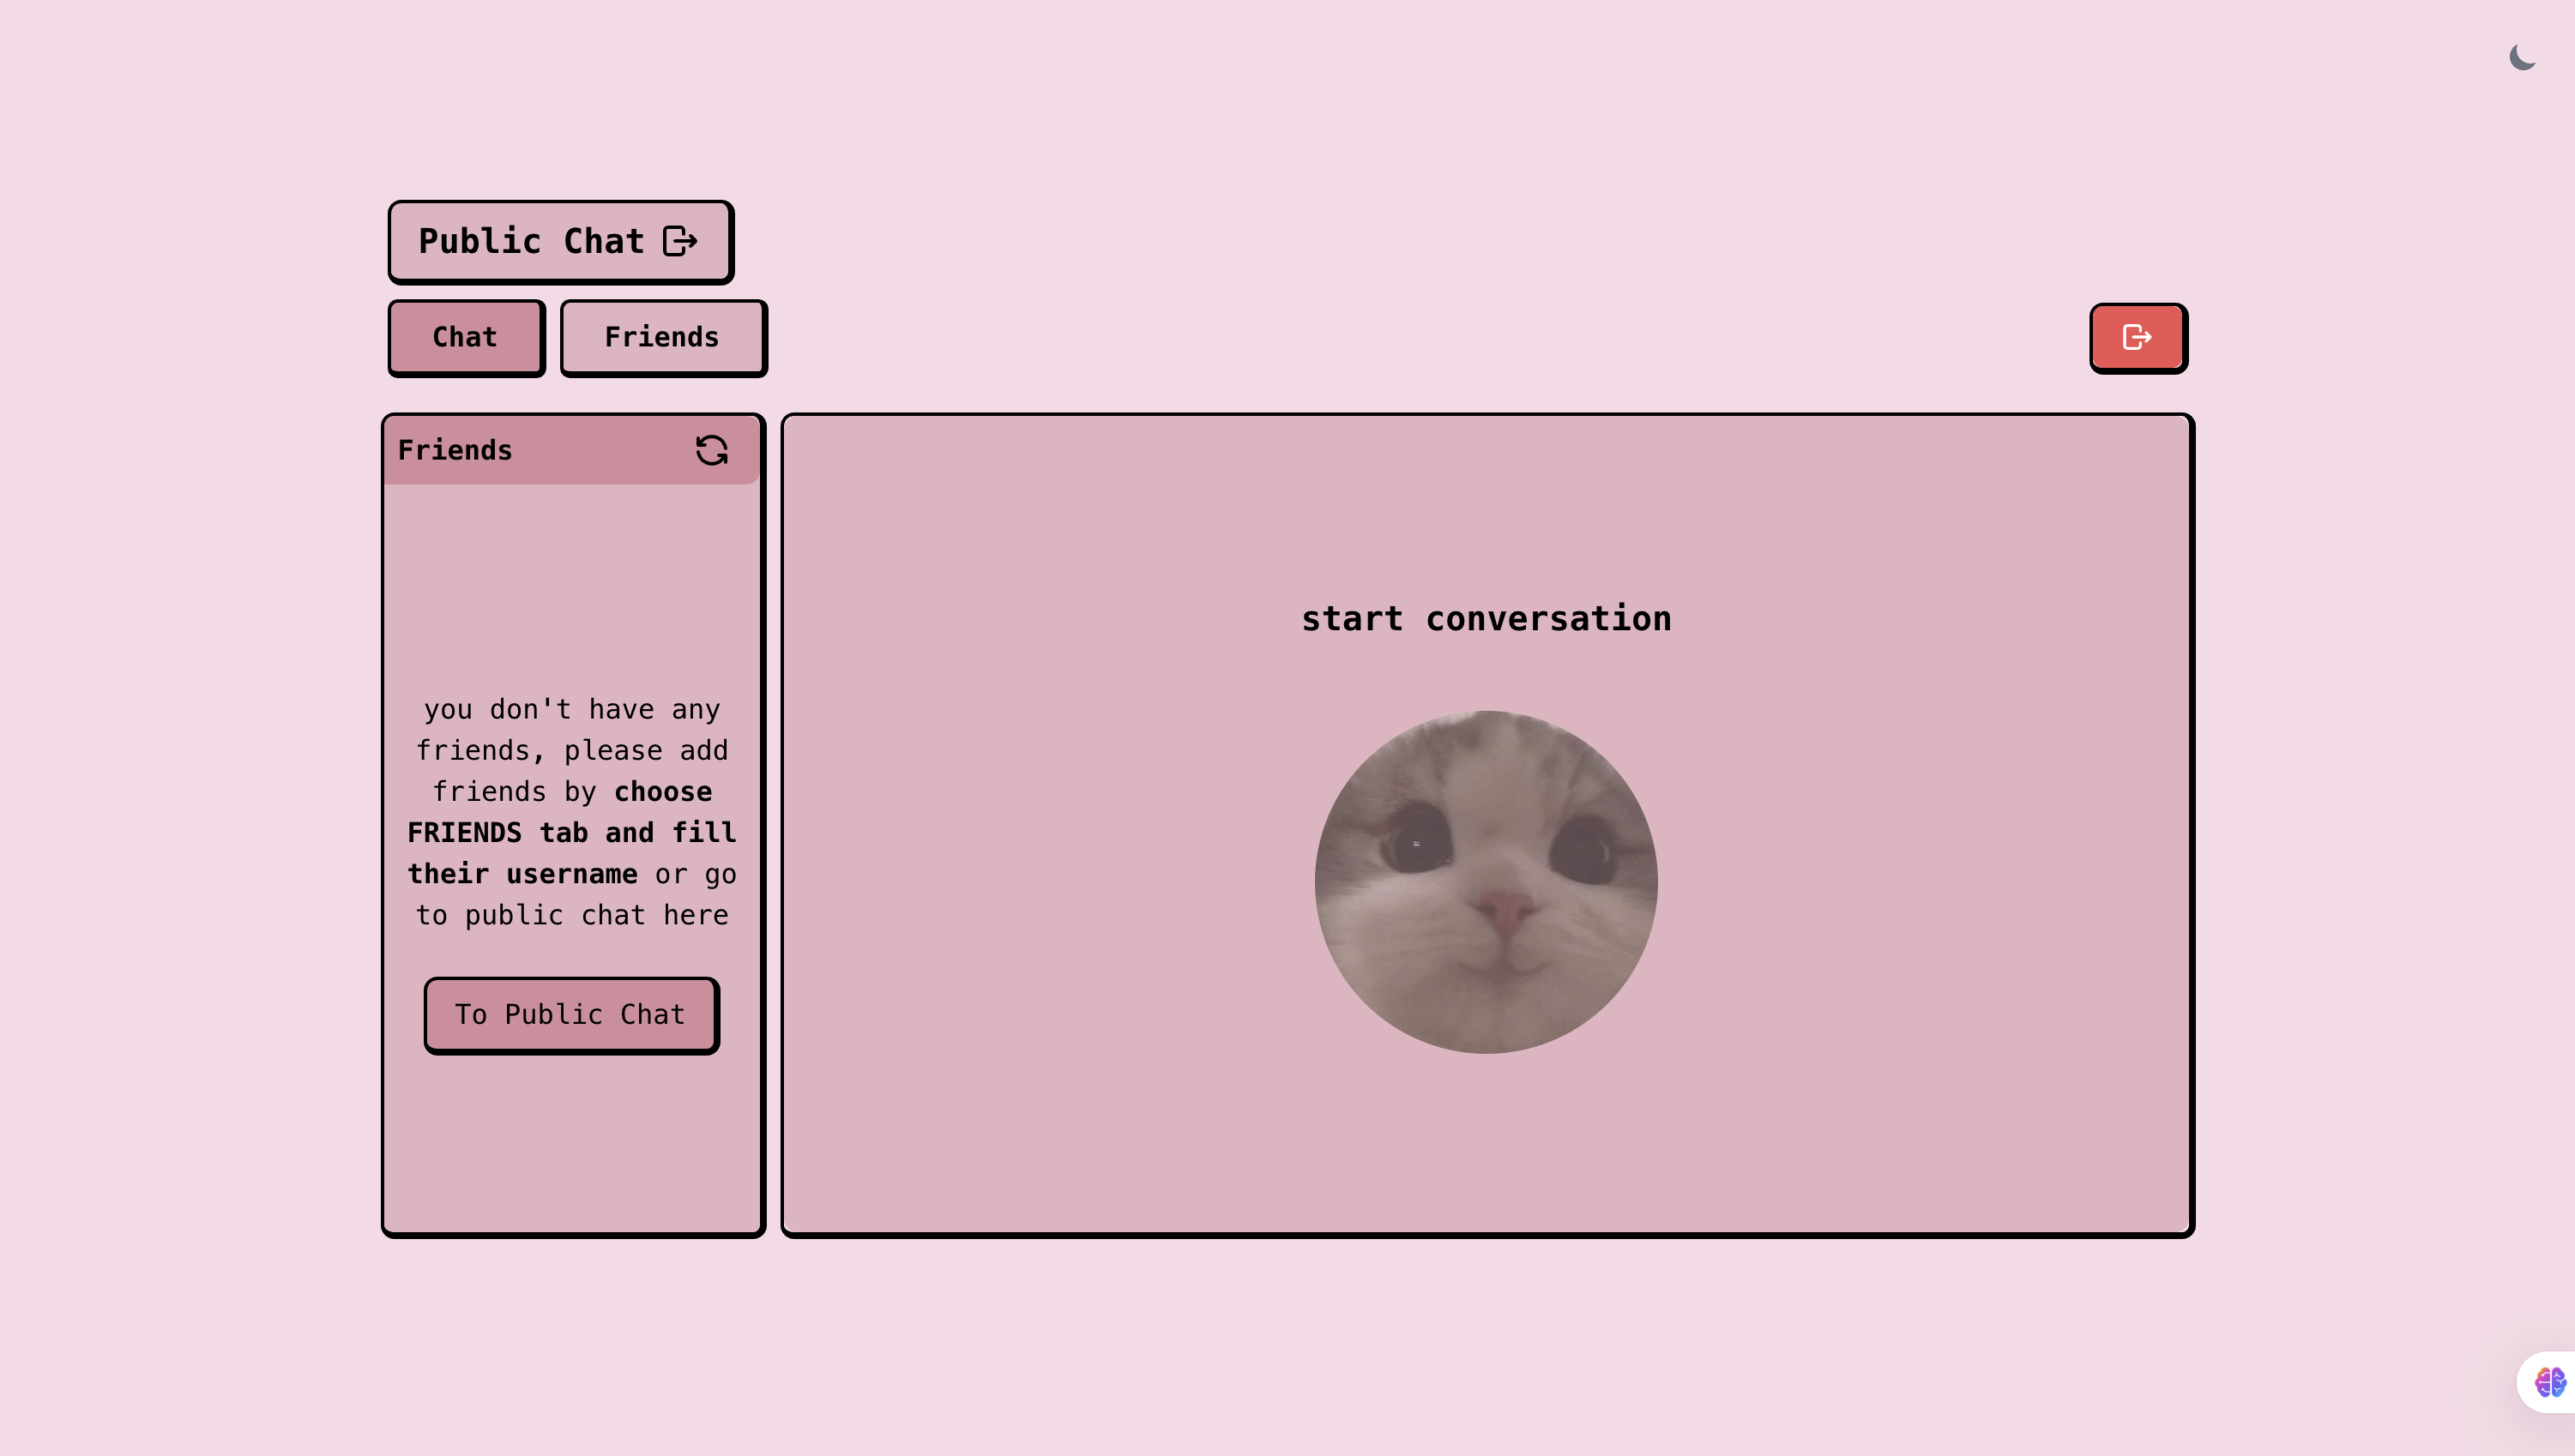 Public Chat
Chat
Friends
Friends
you don't have any
friends, please add
friends by choose
FRIENDS tab and fill
their username or go
to public chat here
To Public Chat
start conversation